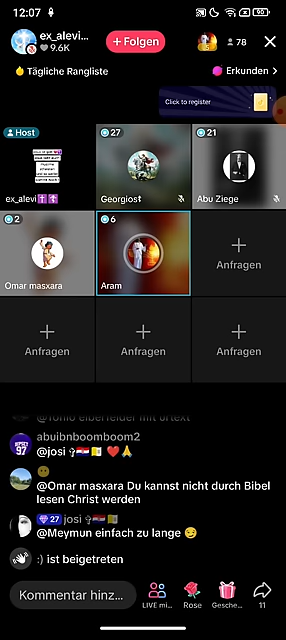 12:07
90
ex_alevi...
9.6K
+ Folgen
78
Tägliche Rangliste
Erkunden >
Click to register
Host
ex_alevi
27
Georgiost
21
Abu Ziege
2
Omar masxara
6
Aram
Anfragen
Anfragen
Anfragen
Anfragen
abuibnboomboom2
@josi ❤️🙏
@Omar masxara Du kannst nicht durch Bibel
lesen Christ werden
27 josi
@Meymun einfach zu lange 😏
:) ist beigetreten
Kommentar hinz...
LIVE mi...
Rose
Gesche...
11